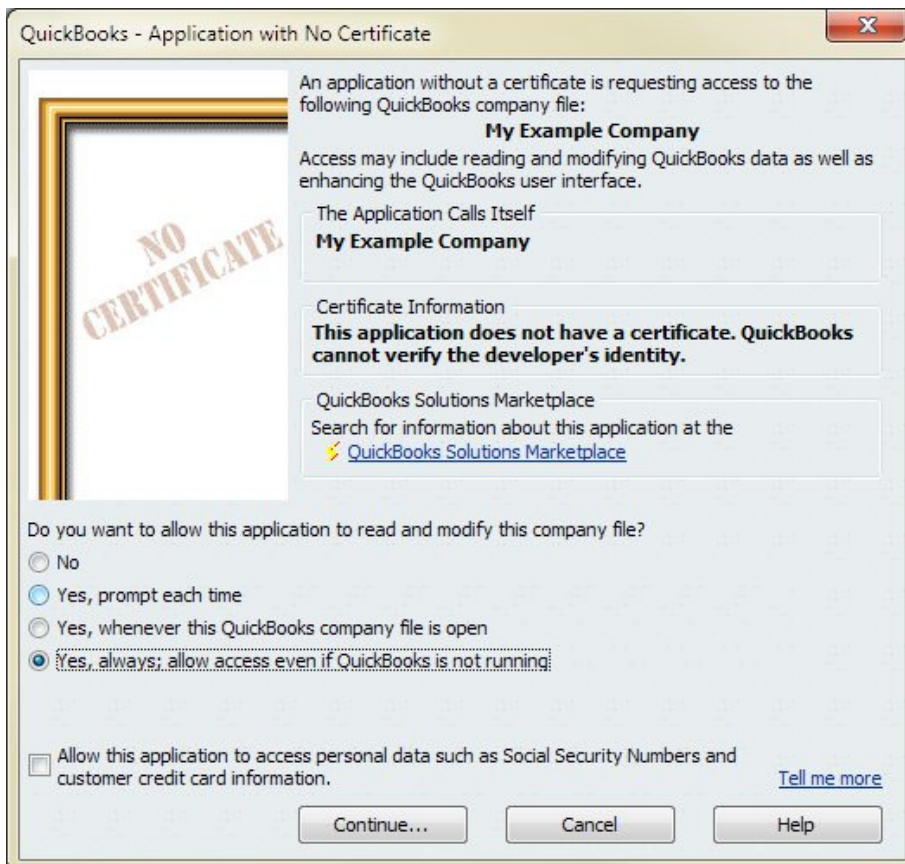 QuickBooks - Application with No Certificate
An application without a certificate is requesting access to the
following QuickBooks company file:
My Example Company
Access may include reading and modifying QuickBooks data as well as
enhancing the QuickBooks user interface.
The Application Calls Itself
My Example Company
NO
CERTIFICATE
Certificate Information
This application does not have a certificate. QuickBooks
cannot verify the developer's identity.
QuickBooks Solutions Marketplace
Search for information about this application at the
QuickBooks Solutions Marketplace
Do you want to allow this application to read and modify this company file?
No
Yes, prompt each time
Yes, whenever this QuickBooks company file is open
Yes, always; allow access even if QuickBooks is not running
Allow this application to access personal data such as Social Security Numbers and
customer credit card information.
Tell me more
Continue...
Cancel
Help